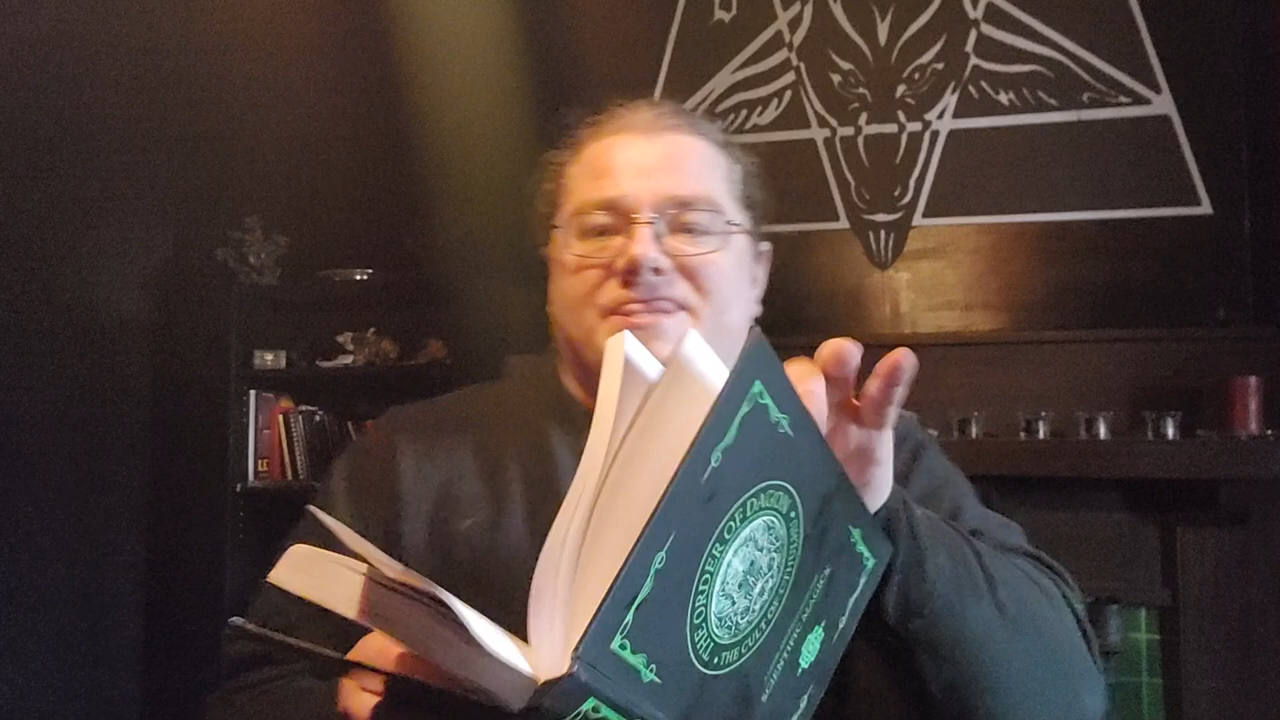 THE ORDER OF DAGON
• THE CULT OF CTHULHU •
SCIENTIFIC MAGICK